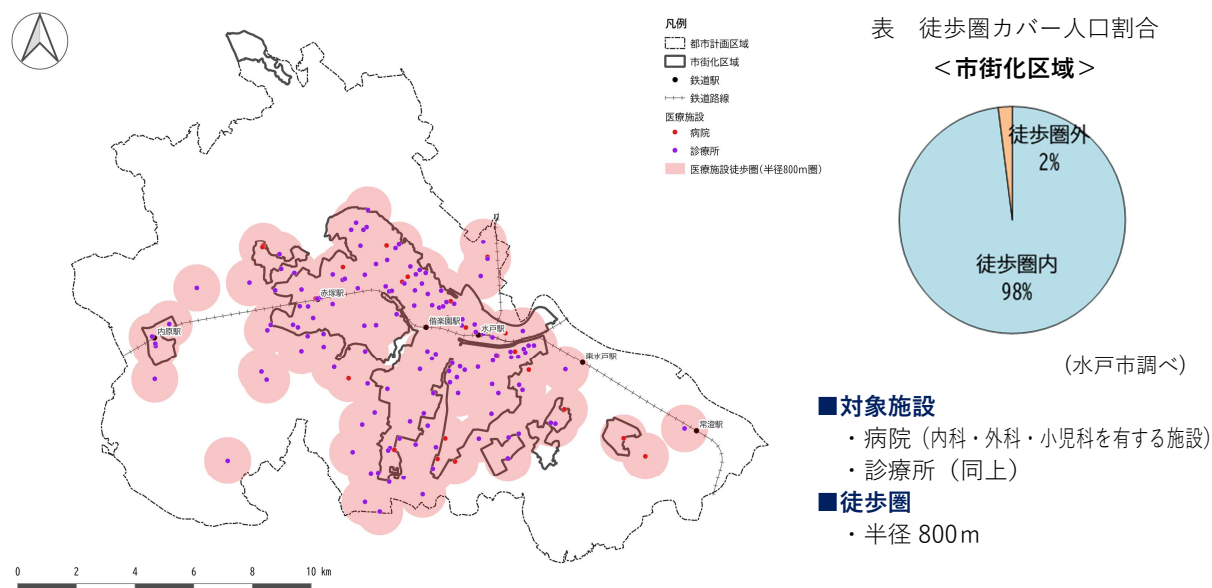 凡例
都市計画区域
市街化区域
鉄道駅
鉄道路線
医療施設
病院
診療所
医療施設徒歩圏(半径800m圏)
赤塚駅
内原駅
偕楽園駅
水戸駅
東水戸駅
常澄駅
0 2 4 6 8 10 km
表　徒歩圏カバー人口割合
＜市街化区域＞
徒歩圏外
2%
徒歩圏内
98%
(水戸市調べ)
■対象施設
・病院（内科・外科・小児科を有する施設）
・診療所（同上）
■徒歩圏
・半径 800m